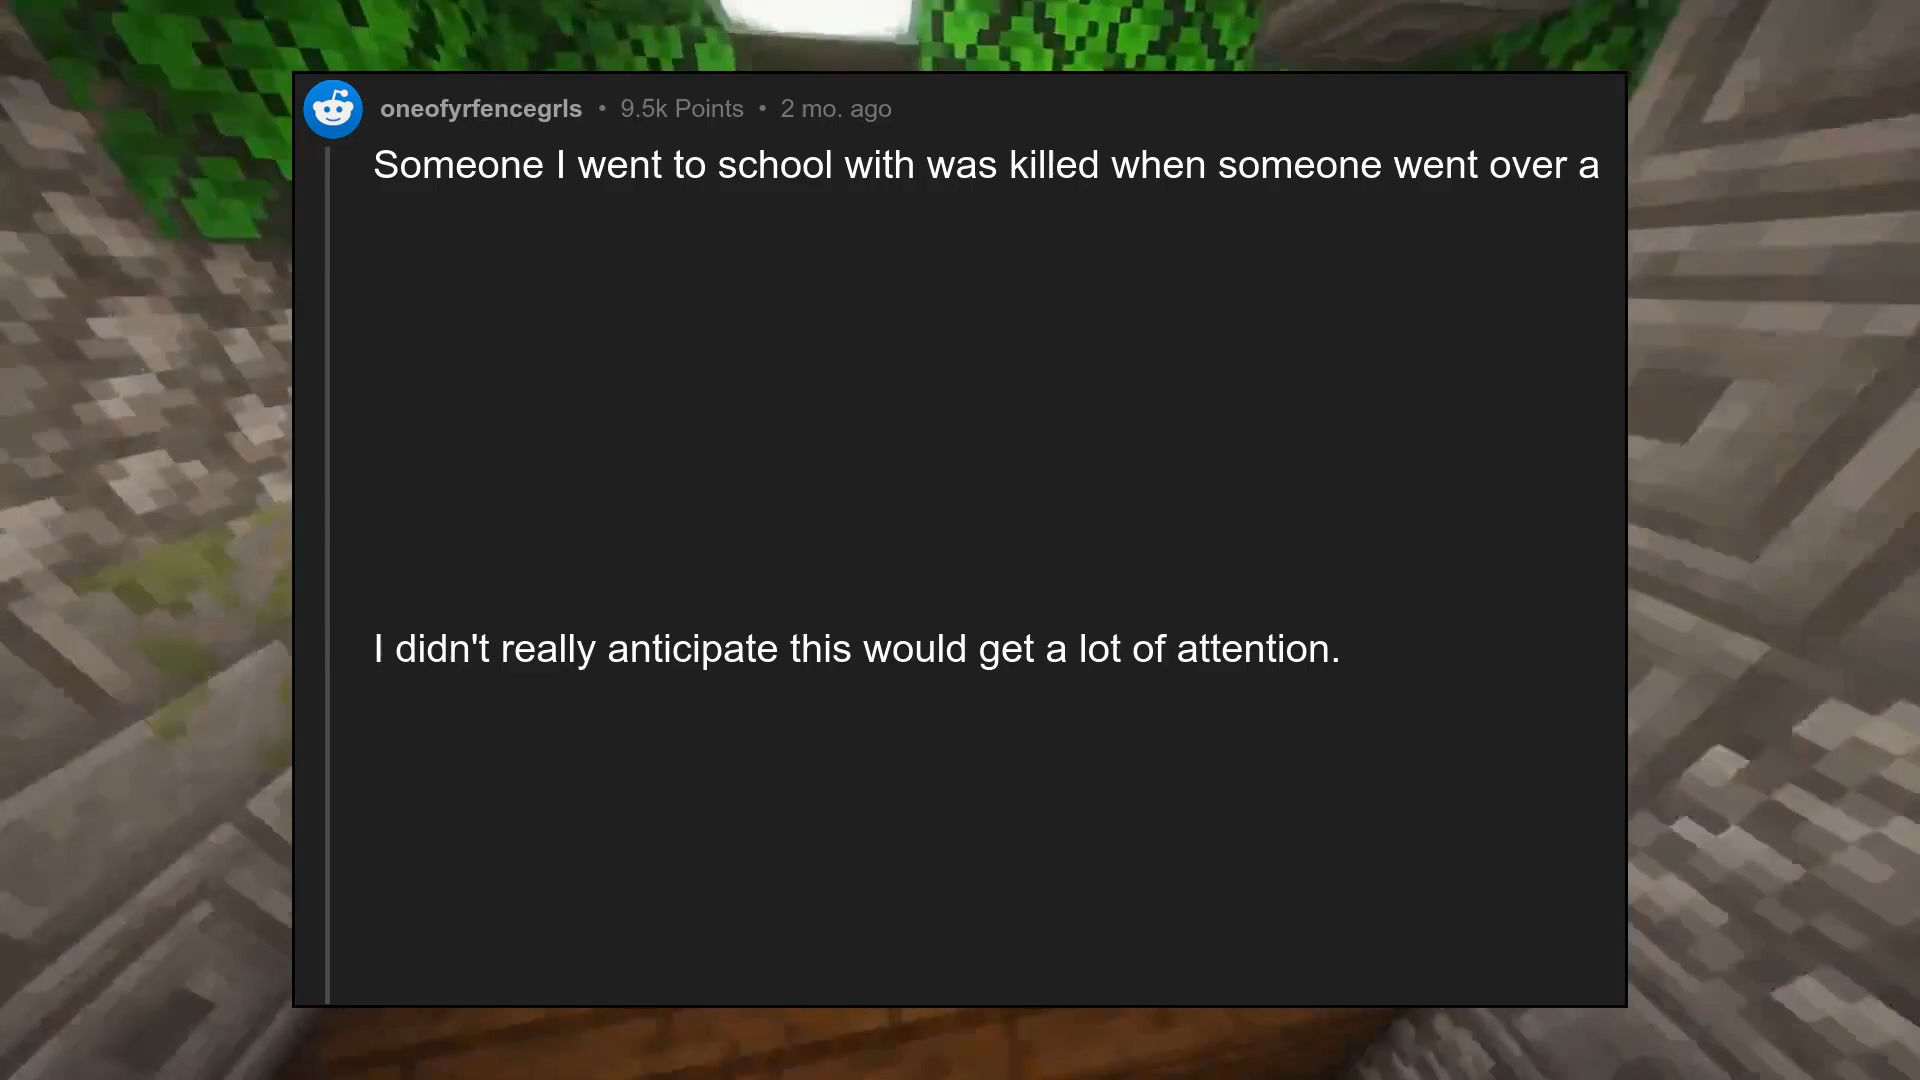 oneofyrfencegrls • 9.5k Points • 2 mo. ago
Someone I went to school with was killed when someone went over a
I didn't really anticipate this would get a lot of attention.